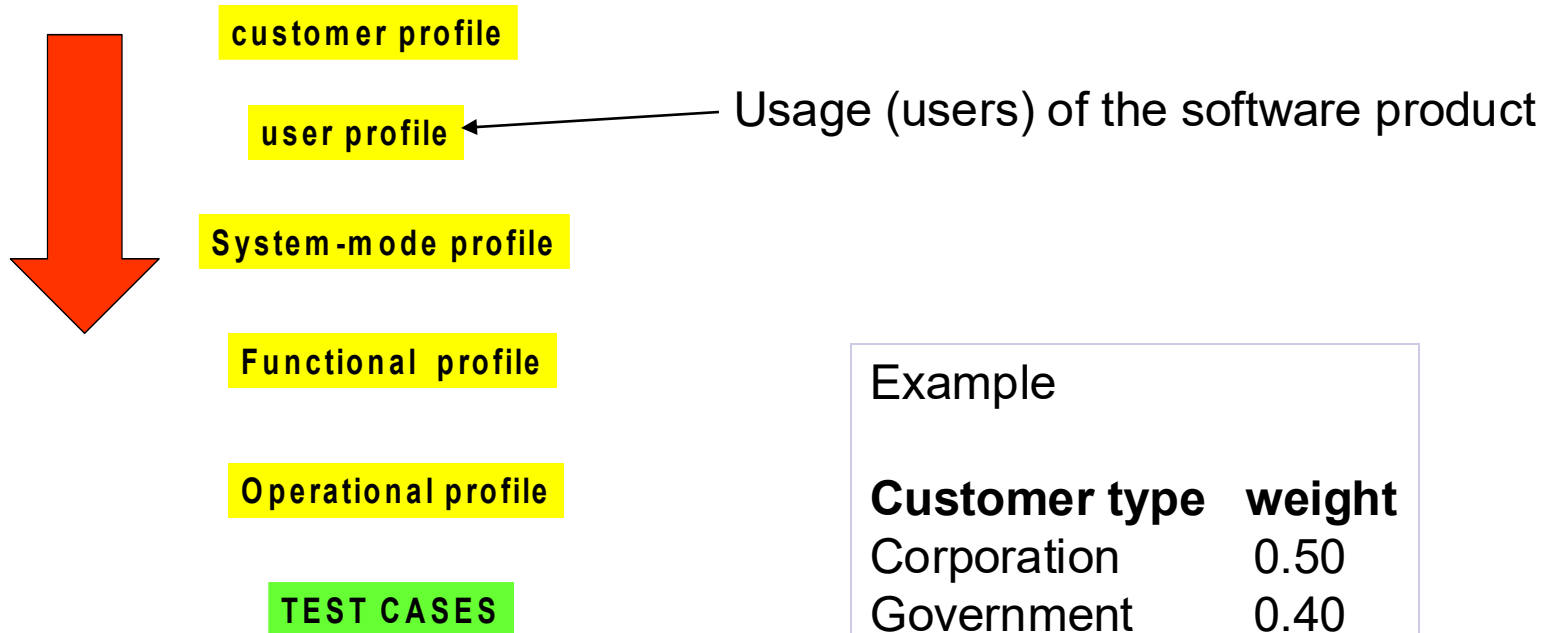 customer profile
user profile
Usage (users) of the software product
System-mode profile
Functional profile
Operational profile
TEST CASES
Example
Customer type weight
Corporation 0.50
Government 0.40